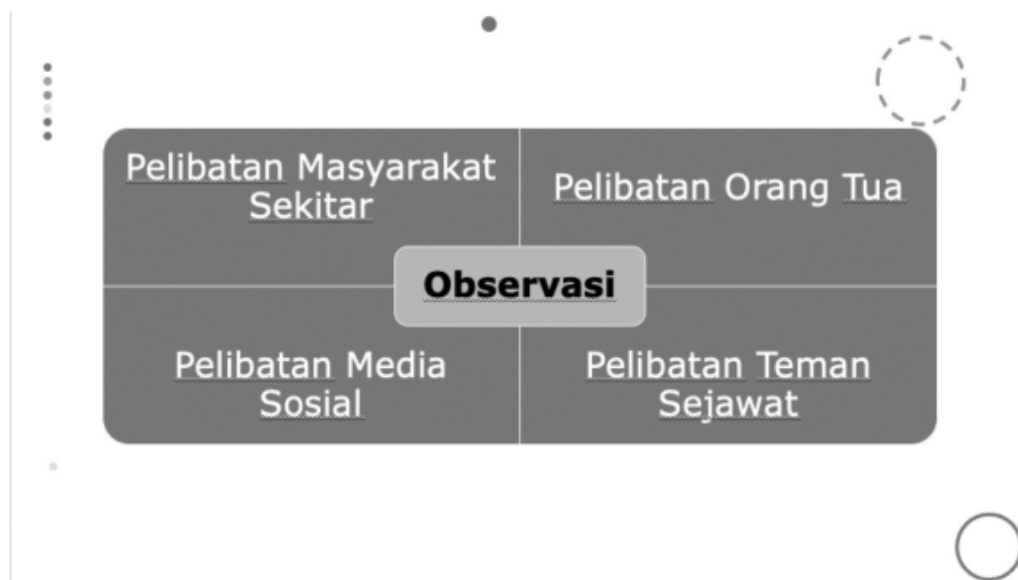 Pelibatan Masyarakat
Sekitar
Pelibatan Orang Tua
Observasi
Pelibatan Media
Sosial
Pelibatan Teman
Sejawat